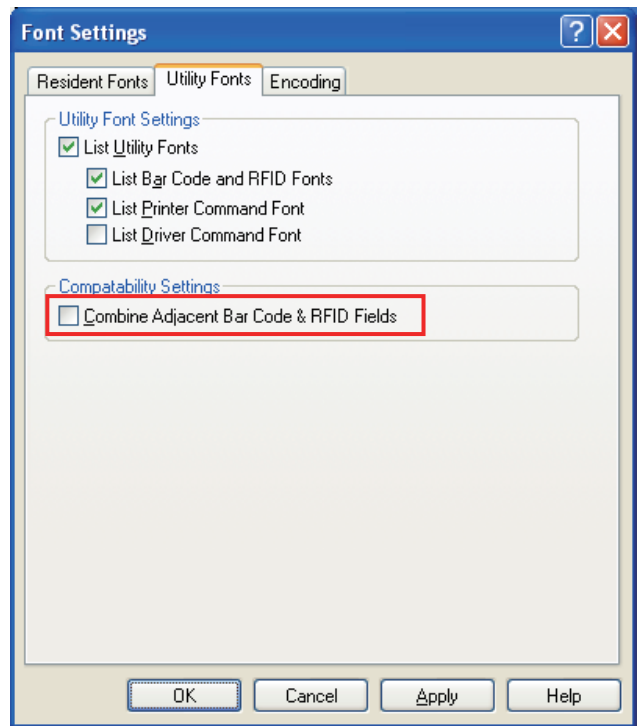 Font Settings
Resident Fonts Utility Fonts Encoding
Utility Font Settings
List Utility Fonts
List Bar Code and RFID Fonts
List Printer Command Font
List Driver Command Font
Compatability Settings
Combine Adjacent Bar Code & RFID Fields
OK Cancel Apply Help